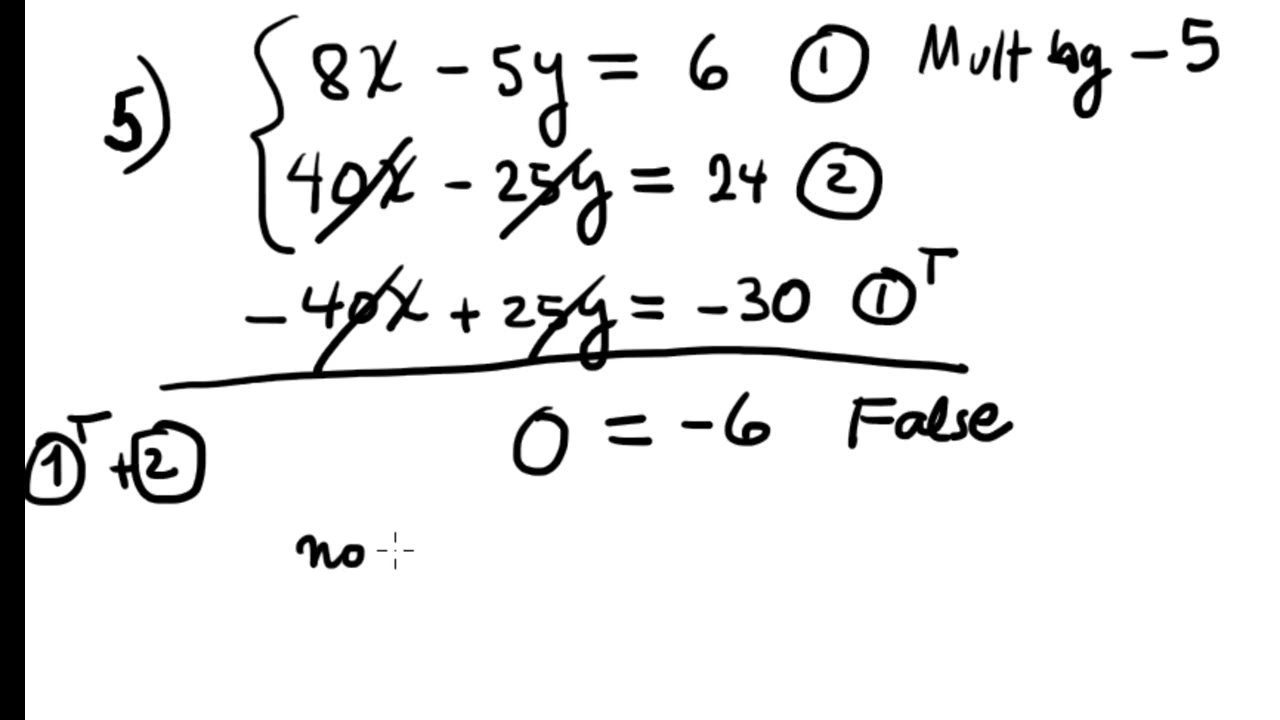 5) 8x - 5y = 6 ① Mult by -5
40x - 25y = 24 ②
-40x + 25y = -30 ①ᵀ
①ᵀ + ② 0 = -6 False
no